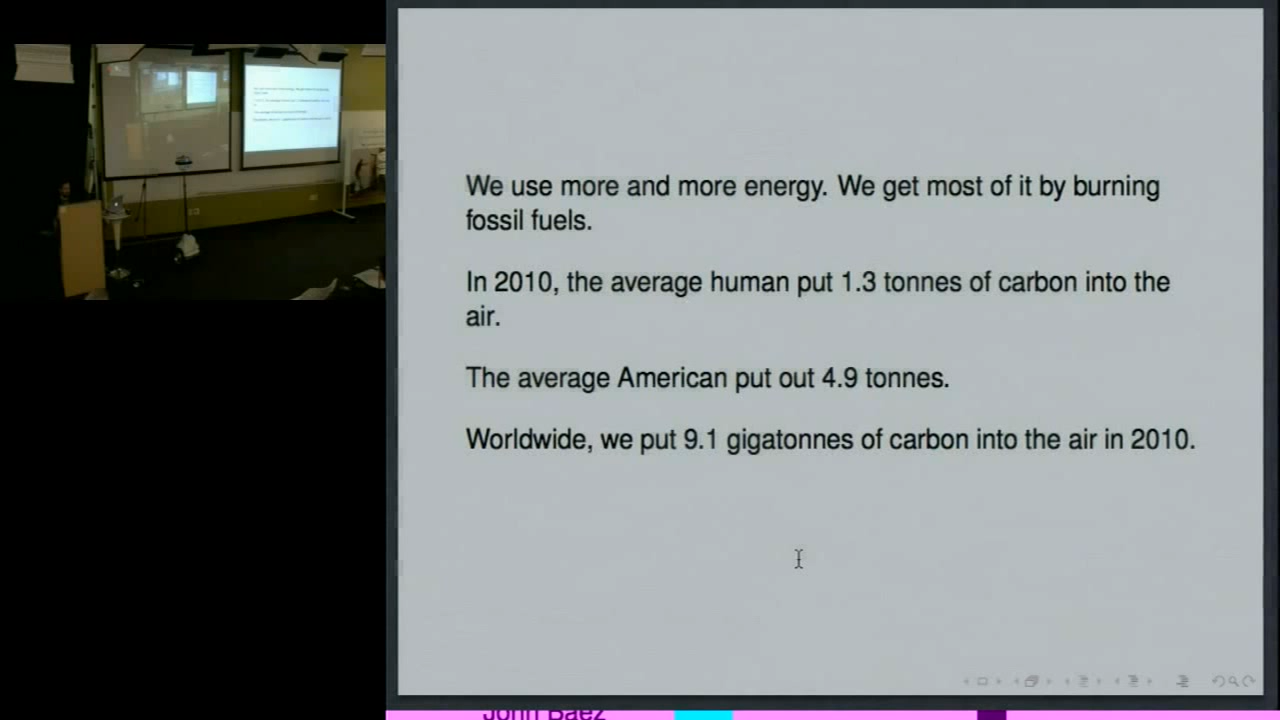 We use more and more energy. We get most of it by burning
fossil fuels.
In 2010, the average human put 1.3 tonnes of carbon into the
air.
The average American put out 4.9 tonnes.
Worldwide, we put 9.1 gigatonnes of carbon into the air in 2010.
John Baez